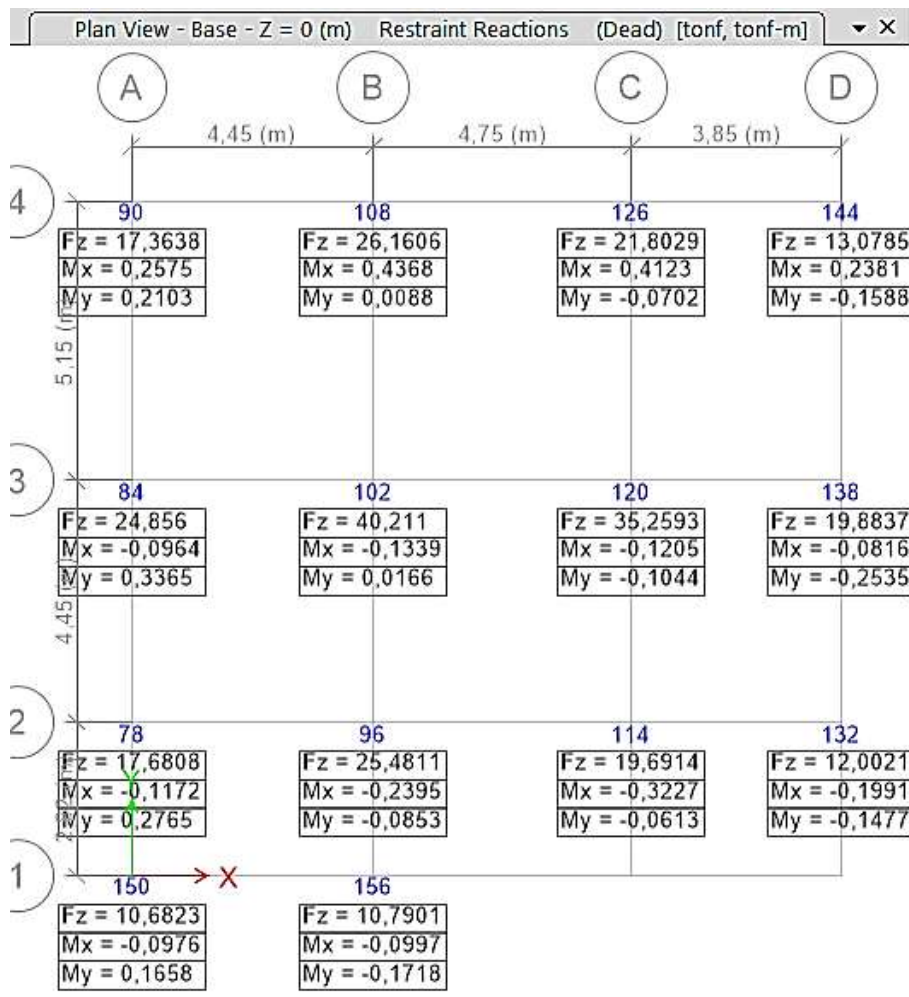 Plan View - Base - Z = 0 (m) Restraint Reactions (Dead) [tonf, tonf-m]
A B C D
4,45 (m) 4,75 (m) 3,85 (m)
4
90 108 126 144
Fz = 17,3638 Fz = 26,1606 Fz = 21,8029 Fz = 13,0785
Mx = 0,2575 Mx = 0,4368 Mx = 0,4123 Mx = 0,2381
My = 0,2103 My = 0,0088 My = -0,0702 My = -0,1588
5,15 (m)
3
84 102 120 138
Fz = 24,856 Fz = 40,211 Fz = 35,2593 Fz = 19,8837
Mx = -0,0964 Mx = -0,1339 Mx = -0,1205 Mx = -0,0816
My = 0,3365 My = 0,0166 My = -0,1044 My = -0,2535
4,45
2
78 96 114 132
Fz = 17,6808 Fz = 25,4811 Fz = 19,6914 Fz = 12,0021
Mx = -0,1172 Mx = -0,2395 Mx = -0,3227 Mx = -0,1991
My = 0,2765 My = -0,0853 My = -0,0613 My = -0,1477
Y
1
X
150 156
Fz = 10,6823 Fz = 10,7901
Mx = -0,0976 Mx = -0,0997
My = 0,1658 My = -0,1718